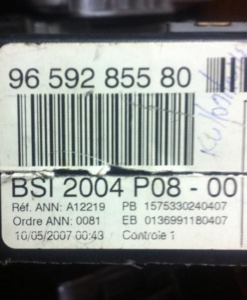 96 592 855 80
BSI 2004 P08 - 00
Réf. ANN: A12219 PB 1575330240407
Ordre ANN: 0081 EB 0136991180407
10/05/2007 00:43 Contrôle 1